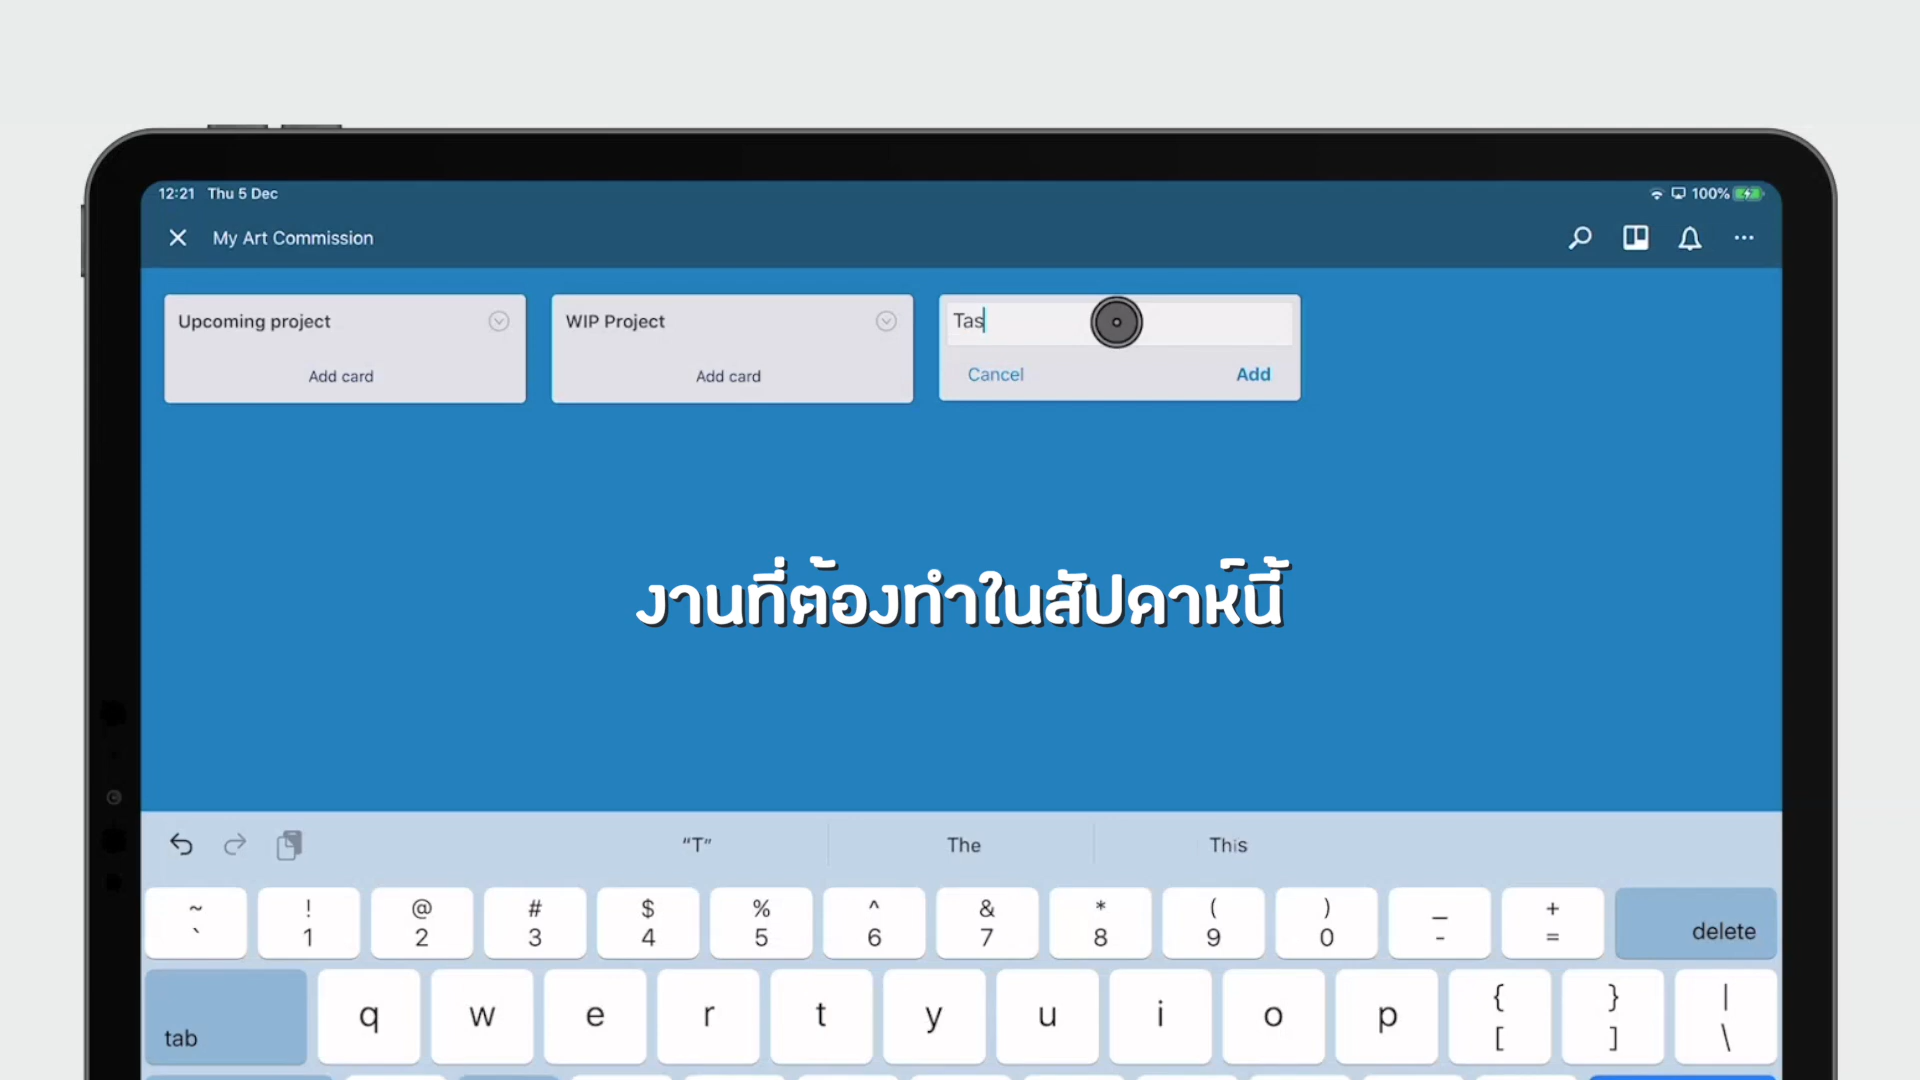 12:21 Thu 5 Dec
100%
My Art Commission
Upcoming project
Add card
WIP Project
Add card
Tas
Cancel
Add
งานที่ต้องทำในสัปดาห์นี้
“T”
The
This
~ ! @ # $ % ^ & * ( ) _ +
` 1 2 3 4 5 6 7 8 9 0 - = delete
tab q w e r t y u i o p { } |
[ ] \